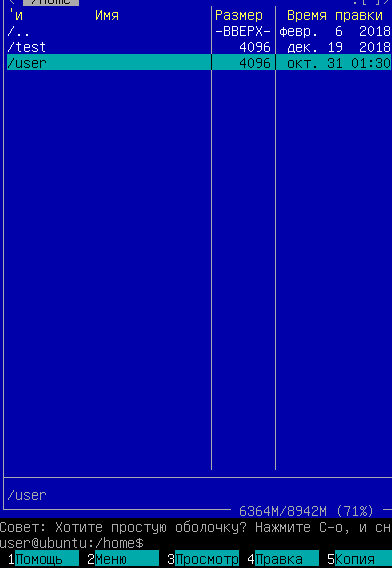 /home
'и Имя Размер Время правки
/.. -ВВЕРХ- февр. 6 2018
/test 4096 дек. 19 2018
/user 4096 окт. 31 01:30
/user
6364M/8942M (71%)
Совет: Хотите простую оболочку? Нажмите C-o, и сн
user@ubuntu:/home$
1Помощь 2Меню 3Просмотр 4Правка 5Копия